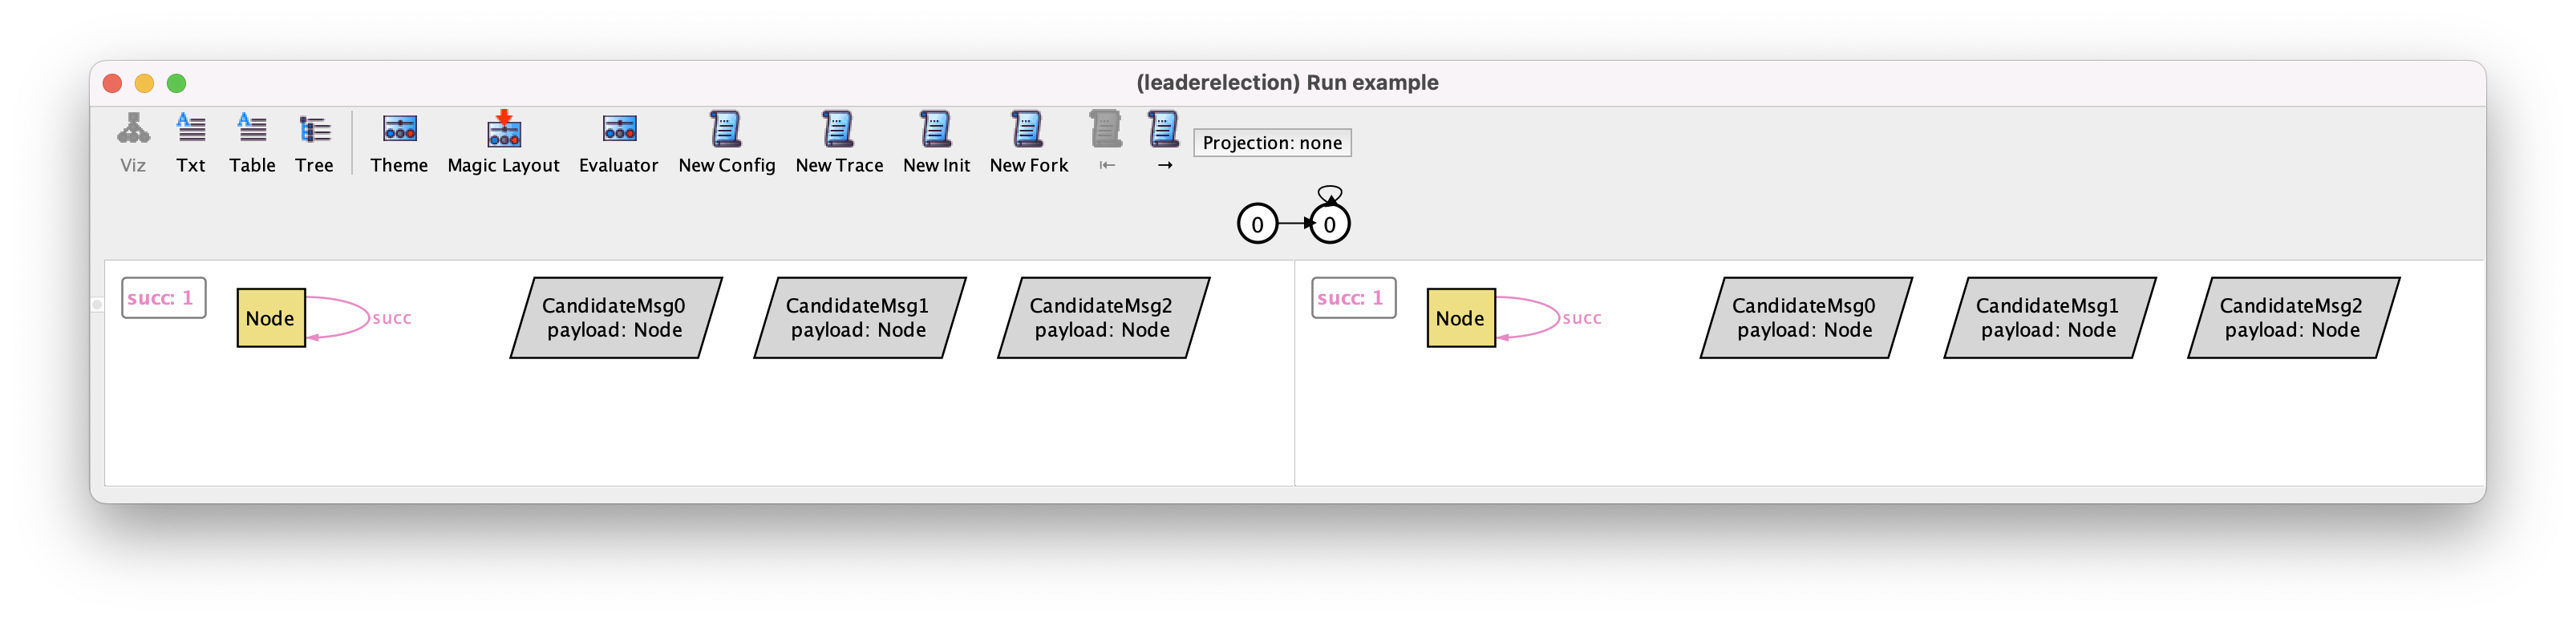 (leaderelection) Run example
Viz Txt Table Tree Theme Magic Layout Evaluator New Config New Trace New Init New Fork ⇤ → Projection: none
0 0
succ: 1
Node
succ
CandidateMsg0
payload: Node
CandidateMsg1
payload: Node
CandidateMsg2
payload: Node
succ: 1
Node
succ
CandidateMsg0
payload: Node
CandidateMsg1
payload: Node
CandidateMsg2
payload: Node